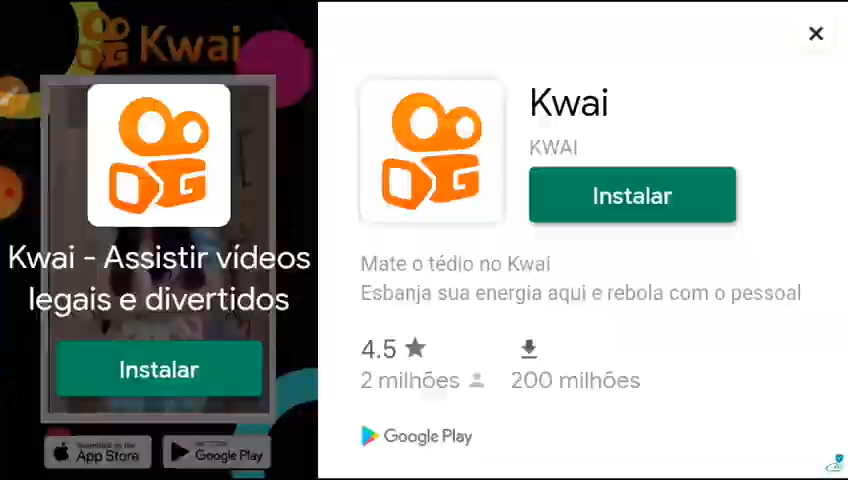 Kwai
Kwai - Assistir vídeos
legais e divertidos
Instalar
App Store
Google Play
Kwai
KWAI
Instalar
Mate o tédio no Kwai
Esbanja sua energia aqui e rebola com o pessoal
4.5
2 milhões
200 milhões
Google Play